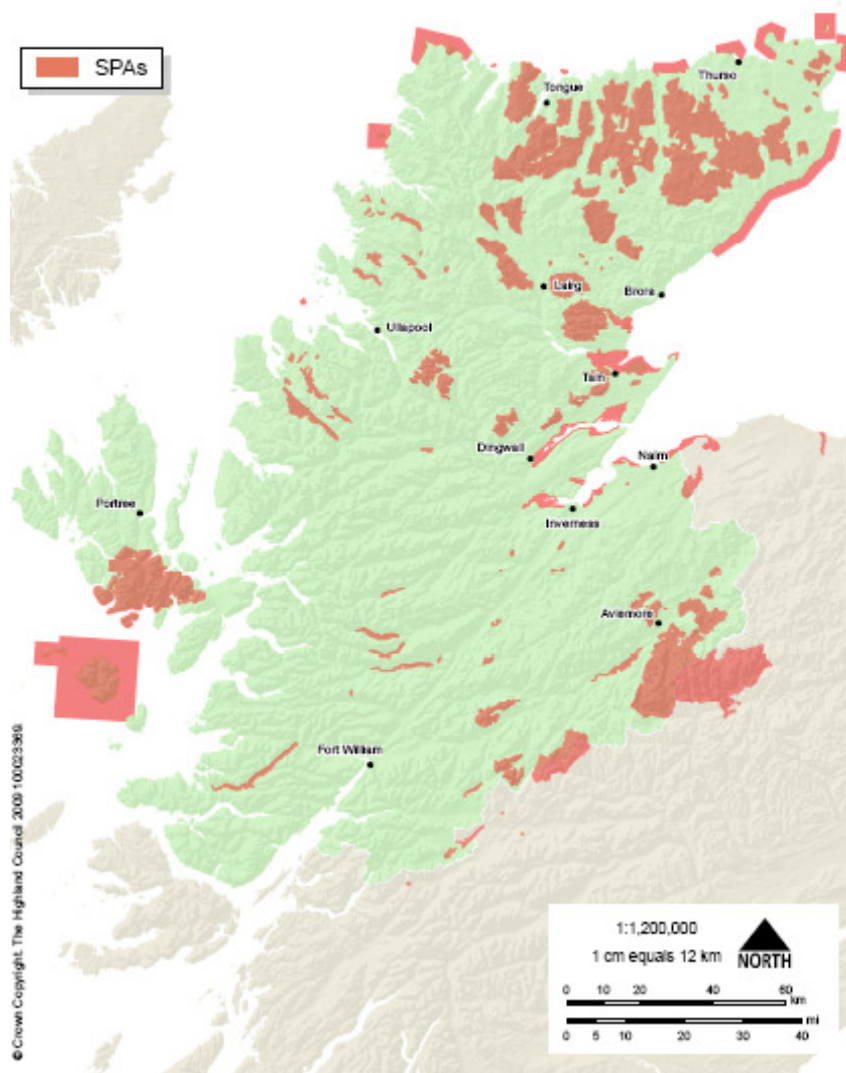 SPAs
Thurso
Tongue
Lairg
Brora
Ullapool
Tain
Dingwall
Nairn
Portree
Inverness
Aviemore
Fort William
© Crown Copyright. The Highland Council 2009 100023369
1:1,200,000
1 cm equals 12 km
NORTH
0 10 20 40 60
km
mi
0 5 10 20 30 40